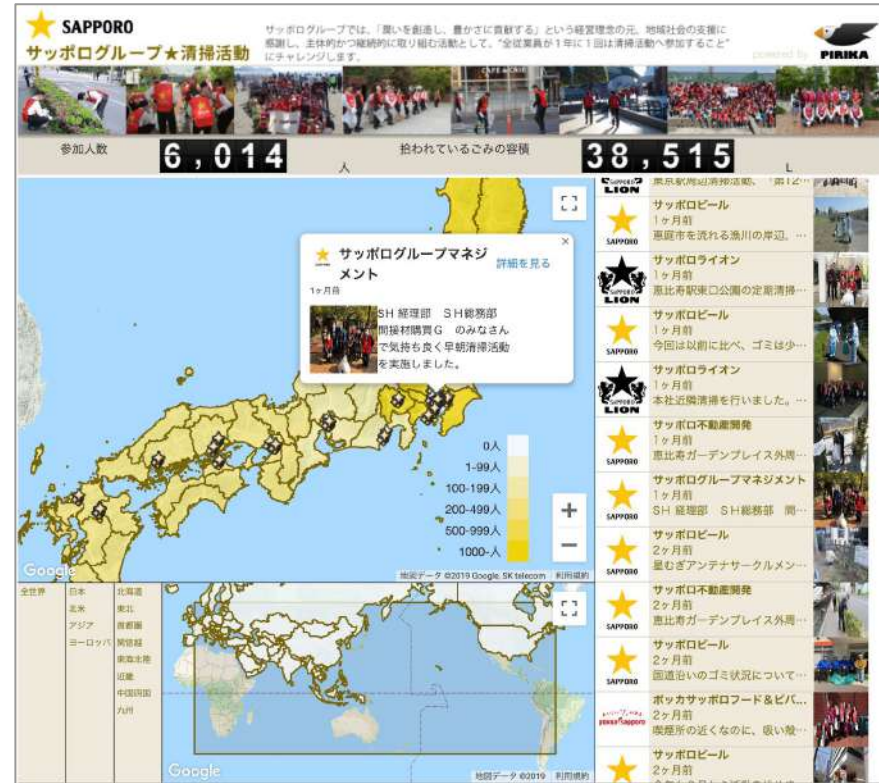 SAPPORO
サッポログループ★清掃活動
サッポログループでは、「潤いを創造し、豊かさに貢献する」という経営理念の元、地域社会の支援に
感謝し、主体的かつ継続的に取り組む活動として、"全従業員が1年に1回は清掃活動へ参加すること"
にチャレンジします。
powered by
PIRIKA
参加人数
6,014
人
拾われているごみの容積
38,515
L
サッポログループマネジ
メント
詳細を見る
1ヶ月前
SH 経理部 SH総務部
間接材購買G のみなさん
で気持ち良く早朝清掃活動
を実施しました。
0人
1-99人
100-199人
200-499人
500-999人
1000-人
Google
地図データ ©2019 Google, SK telecom
利用規約
全世界
日本
北米
アジア
ヨーロッパ
北海道
東北
首都圏
関信越
東海北陸
近畿
中国四国
九州
Google
地図データ ©2019
利用規約
LION
東京駅周辺清掃活動、「第12…
サッポロビール
1ヶ月前
恵庭市を流れる漁川の岸辺。…
SAPPORO
サッポロライオン
1ヶ月前
恵比寿駅東口公園の定期清掃…
LION
サッポロビール
1ヶ月前
今回は以前に比べ、ゴミは少…
SAPPORO
サッポロライオン
1ヶ月前
本社近隣清掃を行いました。…
LION
サッポロ不動産開発
1ヶ月前
恵比寿ガーデンプレイス外周…
SAPPORO
サッポログループマネジメント
1ヶ月前
SH 経理部 SH総務部 間…
SAPPORO
サッポロビール
2ヶ月前
星むぎアンテナサークルメン…
SAPPORO
サッポロ不動産開発
2ヶ月前
恵比寿ガーデンプレイス外周…
SAPPORO
サッポロビール
2ヶ月前
国道沿いのゴミ状況について…
SAPPORO
ポッカサッポロフード＆ビバ…
2ヶ月前
喫煙所の近くなのに、吸い殻…
サッポロビール
2ヶ月前